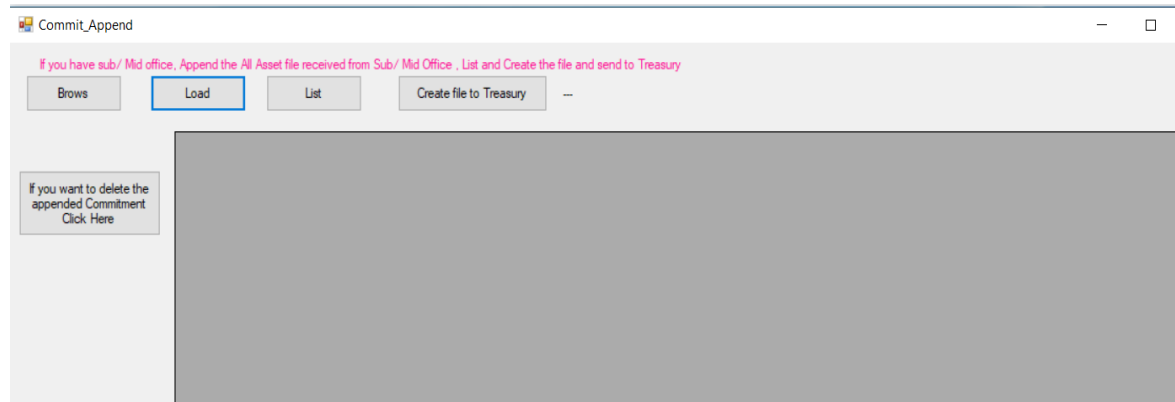 Commit_Append
If you have sub/ Mid office, Append the All Asset file received from Sub/ Mid Office , List and Create the file and send to Treasury
Brows
Load
List
Create file to Treasury
---
If you want to delete the
appended Commitment
Click Here